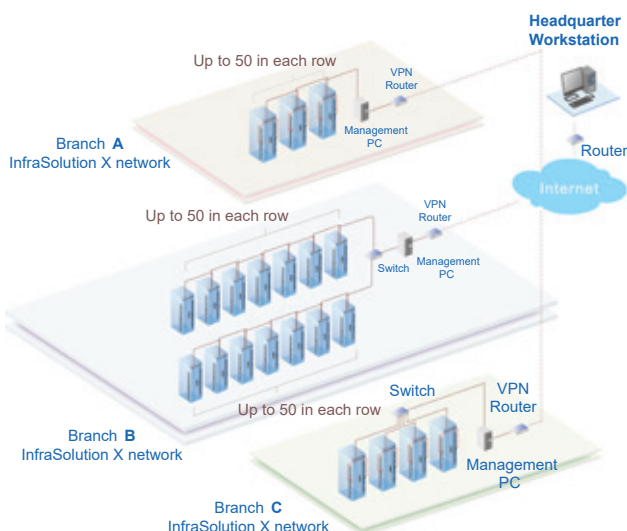 Headquarter
Workstation
Up to 50 in each row
VPN
Router
Management
PC
Branch A
InfraSolution X network
Router
Internet
Up to 50 in each row
VPN
Router
Switch
Management
PC
Up to 50 in each row
Branch B
InfraSolution X network
Switch
VPN
Router
Management
PC
Branch C
InfraSolution X network